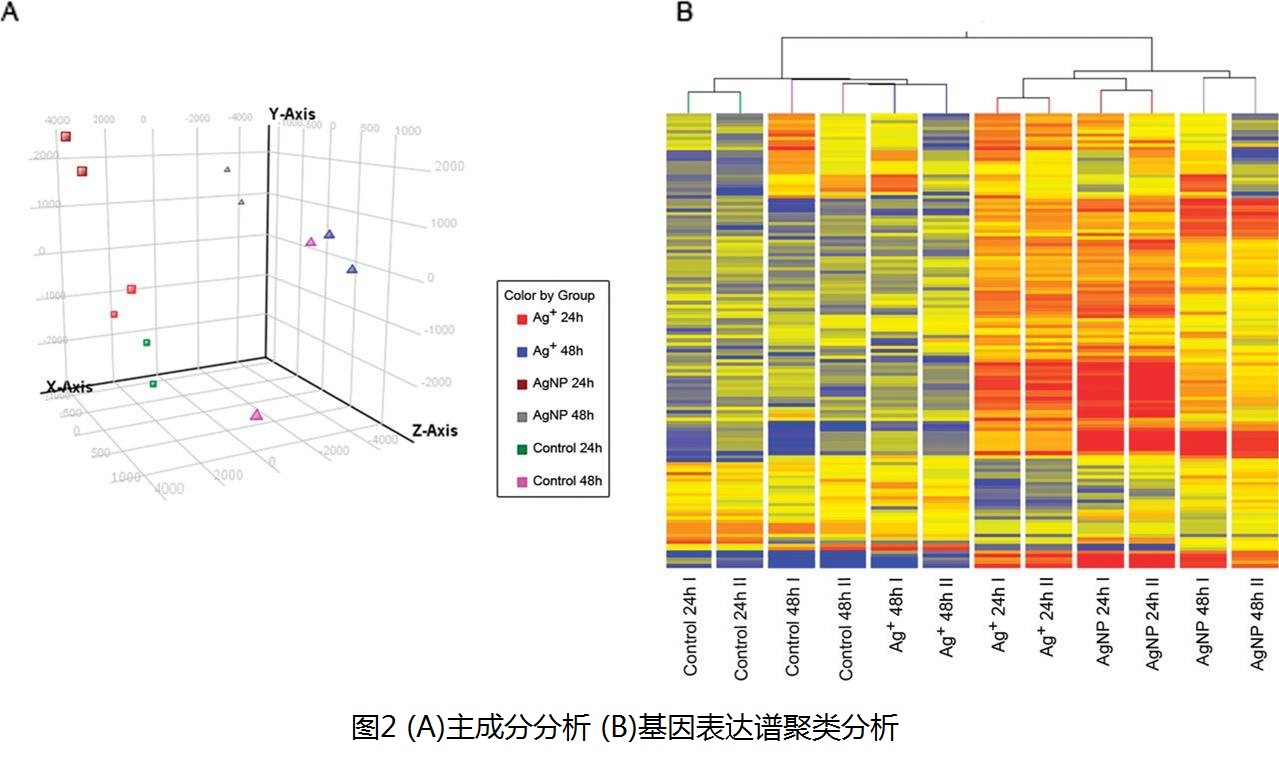 A
B
Y-Axis
4000 2000 0 -2000 -4000
-1000 -500 0 500 1000
2000
1000
0
-1000
-2000
2000
1000
0
-1000
-2000
X-Axis
Z-Axis
-1000
-500
0
500
1000
4000
2000
0
-2000
-4000
Color by Group
Ag⁺ 24h
Ag⁺ 48h
AgNP 24h
AgNP 48h
Control 24h
Control 48h
Control 24h I
Control 24h II
Control 48h I
Control 48h II
Ag⁺ 48h I
Ag⁺ 48h II
Ag⁺ 24h I
Ag⁺ 24h II
AgNP 24h I
AgNP 24h II
AgNP 48h I
AgNP 48h II
图2 (A)主成分分析 (B)基因表达谱聚类分析